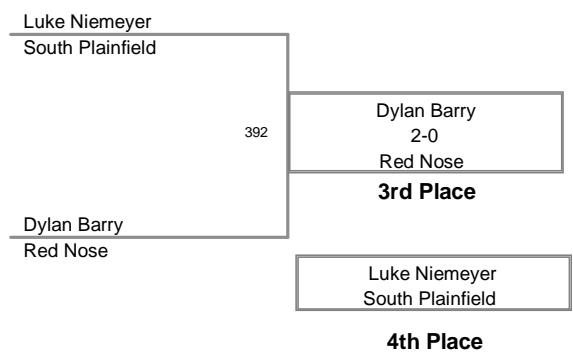 Luke Niemeyer
South Plainfield
392
Dylan Barry
2-0
Red Nose
3rd Place
Dylan Barry
Red Nose
Luke Niemeyer
South Plainfield
4th Place